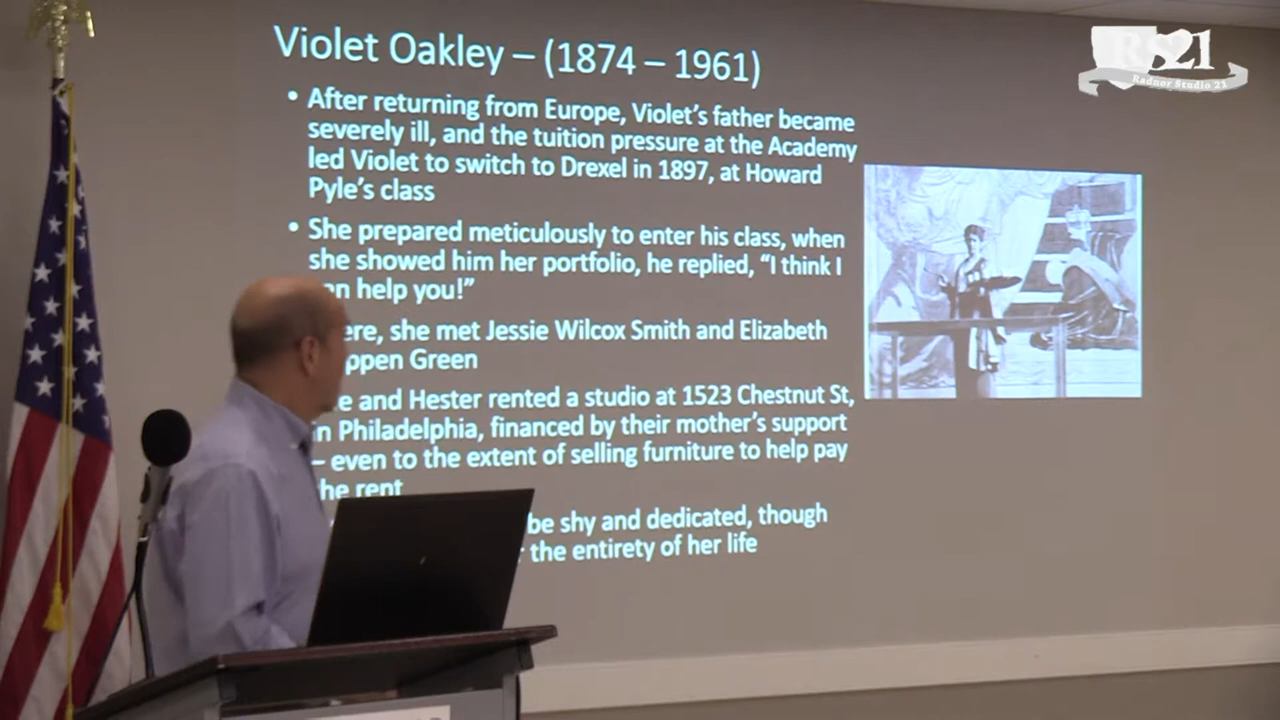 Violet Oakley – (1874 – 1961)
• After returning from Europe, Violet's father became
severely ill, and the tuition pressure at the Academy
led Violet to switch to Drexel in 1897, at Howard
Pyle's class
• She prepared meticulously to enter his class, when
she showed him her portfolio, he replied, "I think I
n help you!"
ere, she met Jessie Wilcox Smith and Elizabeth
ppen Green
e and Hester rented a studio at 1523 Chestnut St,
in Philadelphia, financed by their mother's support
– even to the extent of selling furniture to help pay
he rent
be shy and dedicated, though
the entirety of her life
RS21
Radnor Studio 21